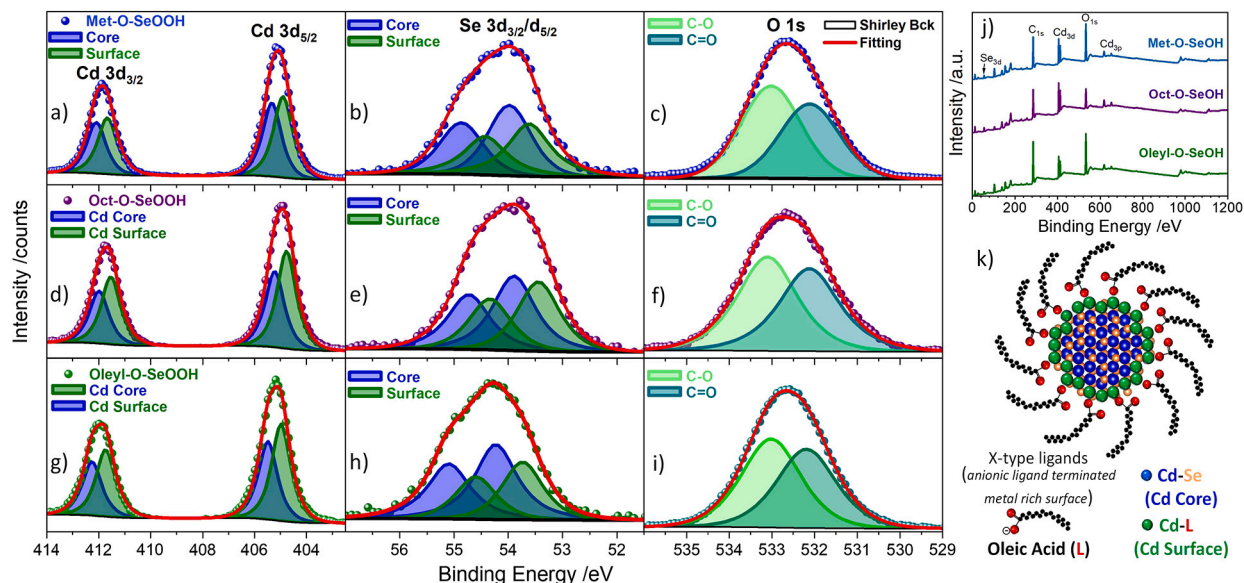 Met-O-SeOOH
Core
Surface
Cd 3d5/2
Cd 3d3/2
a)
Core
Surface
Se 3d3/2/d5/2
b)
C-O
C=O
O 1s
Shirley Bck
Fitting
c)
Oct-O-SeOOH
Cd Core
Cd Surface
d)
Core
Surface
e)
C-O
C=O
f)
Oleyl-O-SeOOH
Cd Core
Cd Surface
g)
Core
Surface
h)
C-O
C=O
i)
Intensity /counts
414 412 410 408 406 404
56 55 54 53 52
535 534 533 532 531 530 529
Binding Energy /eV
j)
Se3d
C1s
Cd3d
O1s
Cd3p
Met-O-SeOH
Oct-O-SeOH
Oleyl-O-SeOH
Intensity /a.u.
0 200 400 600 800 1000 1200
Binding Energy /eV
k)
X-type ligands
(anionic ligand terminated
metal rich surface)
⊖
Oleic Acid (L)
Cd-Se
(Cd Core)
Cd-L
(Cd Surface)